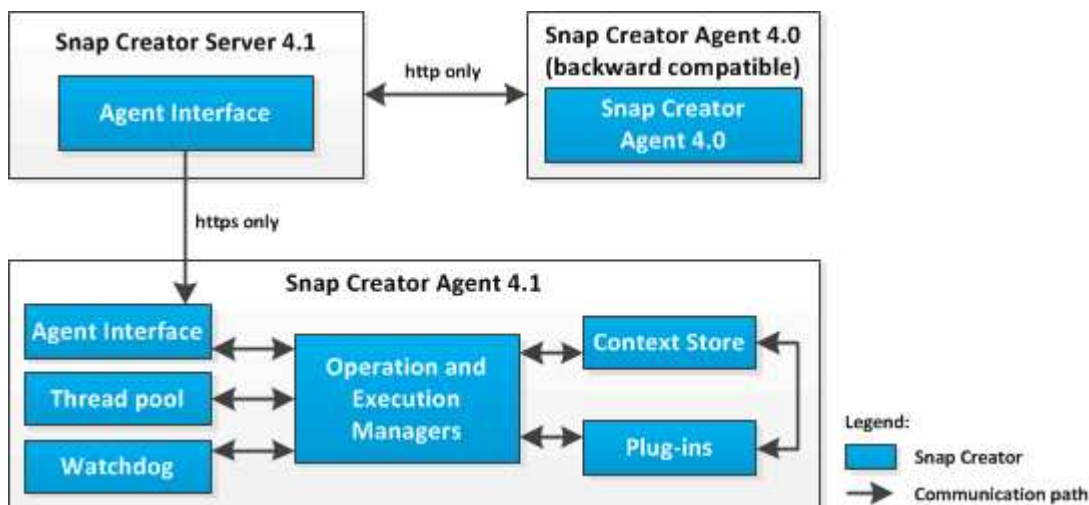 Snap Creator Server 4.1
Agent Interface
http only
Snap Creator Agent 4.0
(backward compatible)
Snap Creator
Agent 4.0
https only
Snap Creator Agent 4.1
Agent Interface
Thread pool
Watchdog
Operation and
Execution
Managers
Context Store
Plug-ins
Legend:
Snap Creator
Communication path